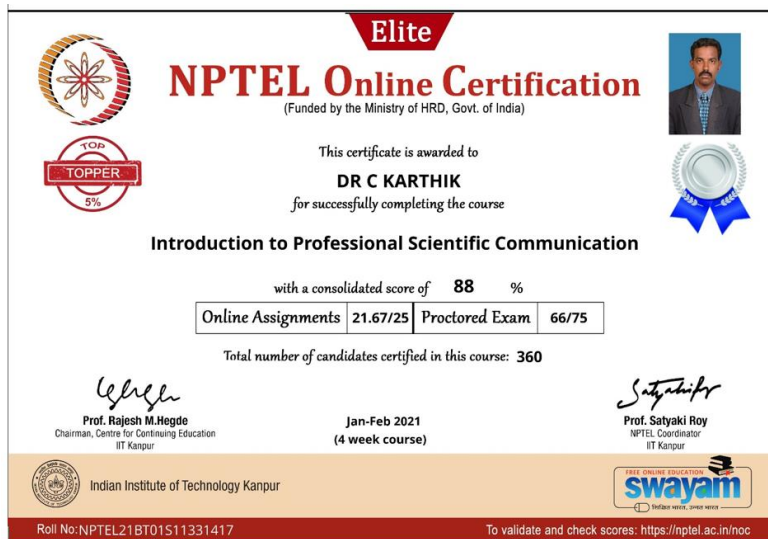 Elite
NPTEL Online Certification
(Funded by the Ministry of HRD, Govt. of India)
TOP
TOPPER
5%
This certificate is awarded to
DR C KARTHIK
for successfully completing the course
Introduction to Professional Scientific Communication
with a consolidated score of 88 %
Online Assignments 21.67/25 Proctored Exam 66/75
Total number of candidates certified in this course: 360
Prof. Rajesh M.Hegde
Chairman, Centre for Continuing Education
IIT Kanpur
Jan-Feb 2021
(4 week course)
Prof. Satyaki Roy
NPTEL Coordinator
IIT Kanpur
Indian Institute of Technology Kanpur
FREE ONLINE EDUCATION
swayam
शिक्षित भारत, उन्नत भारत
Roll No:NPTEL21BT01S11331417
To validate and check scores: https://nptel.ac.in/noc